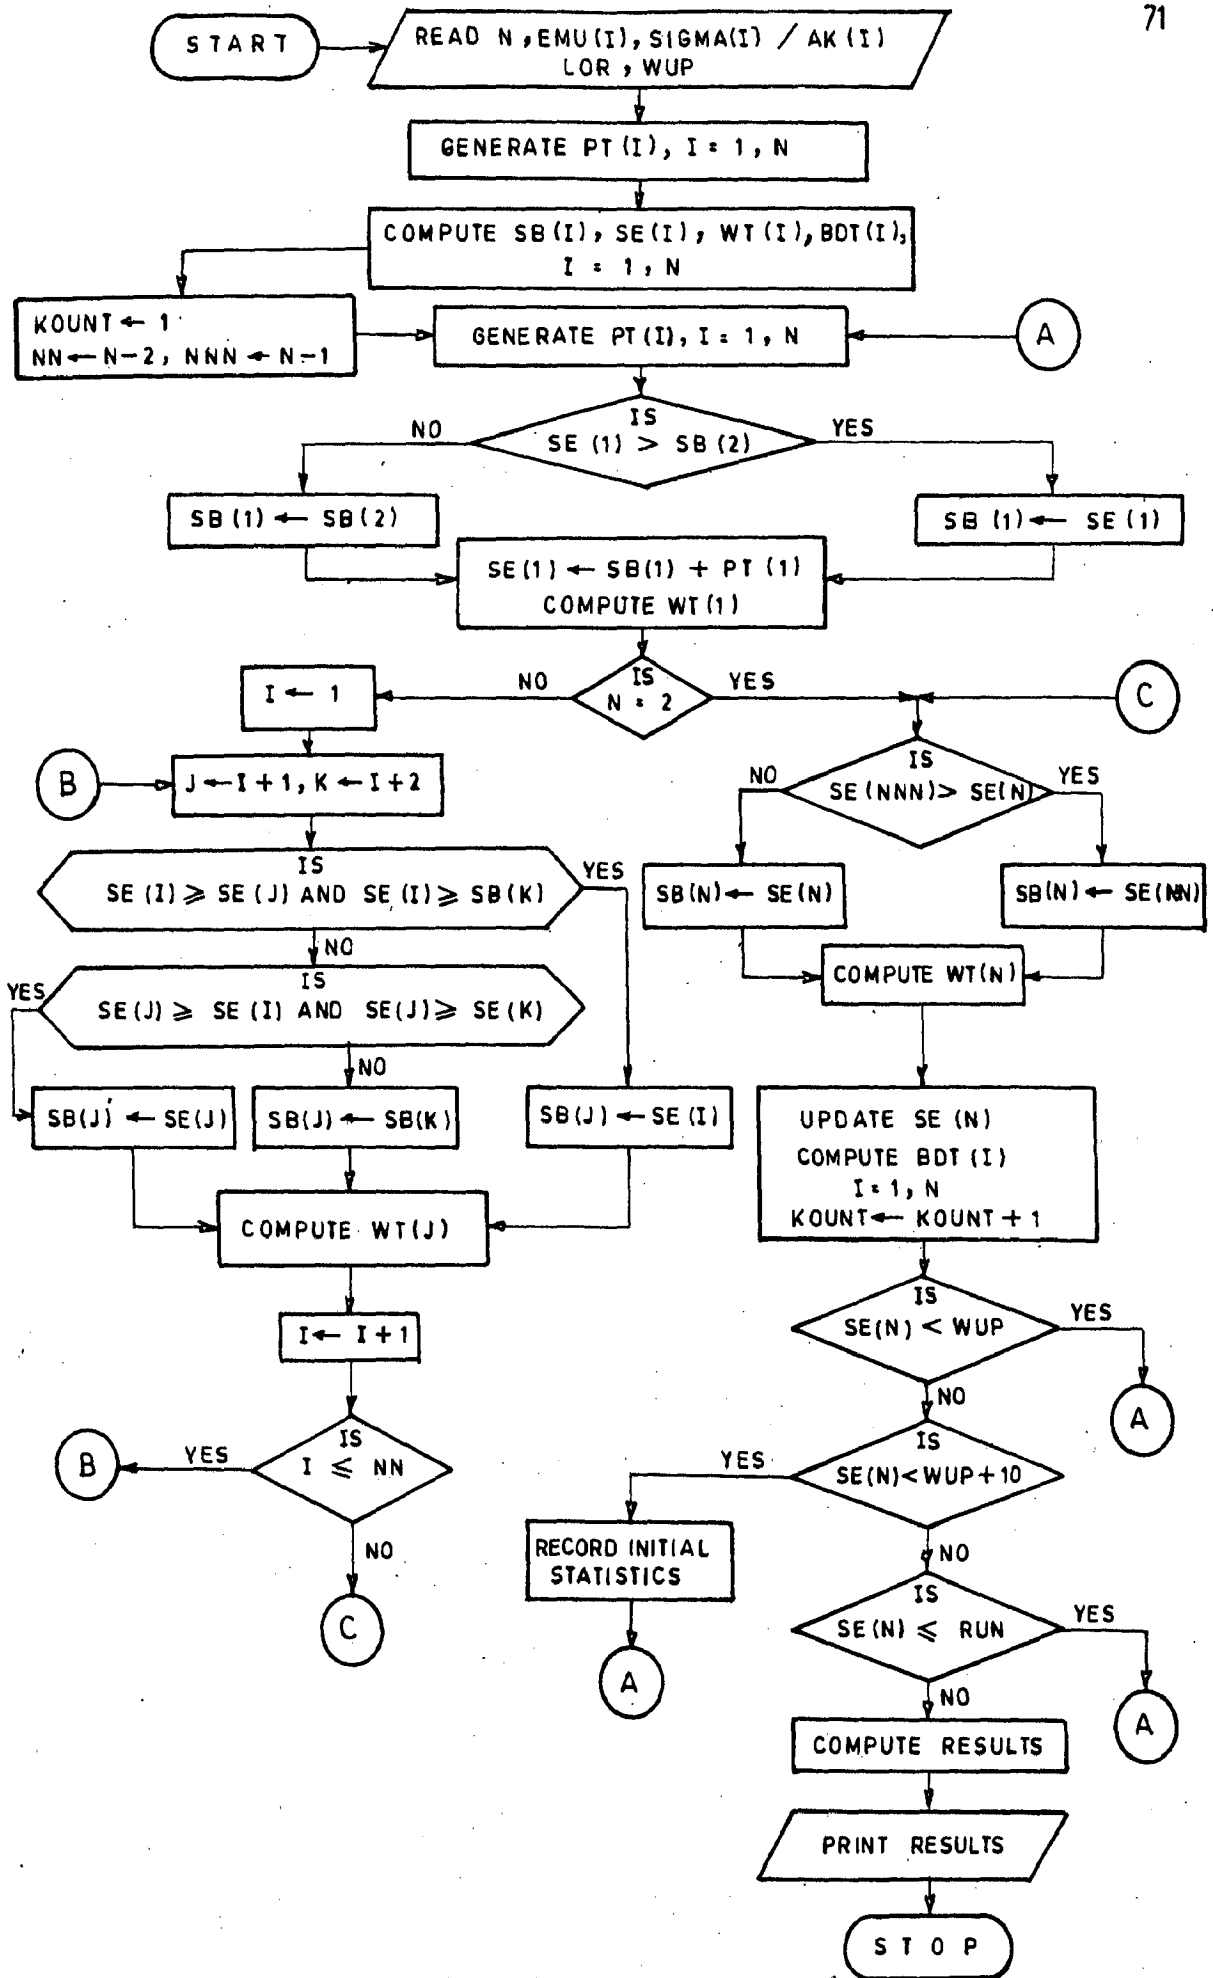 71
START
READ N, EMU(I), SIGMA(I) / AK(I)
LOR, WUP
GENERATE PT(I), I = 1, N
COMPUTE SB(I), SE(I), WT(I), BDT(I),
I = 1, N
KOUNT ← 1
NN ← N-2, NNN ← N-1
GENERATE PT(I), I = 1, N
A
IS
SE (1) > SB (2)
NO
YES
SB (1) ← SB (2)
SB (1) ← SE (1)
SE (1) ← SB(1) + PT (1)
COMPUTE WT(1)
IS
N = 2
NO
YES
C
I ← 1
B
J ← I+1, K ← I+2
IS
SE(NNN) > SE(N)
NO
YES
SB(N) ← SE(N)
SB(N) ← SE(NN)
COMPUTE WT(N)
IS
SE (I) ⩾ SE (J) AND SE (I) ⩾ SB(K)
YES
NO
IS
SE(J) ⩾ SE (I) AND SE(J) ⩾ SE(K)
YES
NO
SB(J) ← SE(J)
SB(J) ← SB(K)
SB(J) ← SE (I)
COMPUTE WT(J)
I ← I+1
IS
I ⩽ NN
YES
B
NO
C
UPDATE SE (N)
COMPUTE BDT (I)
I = 1, N
KOUNT ← KOUNT + 1
IS
SE(N) < WUP
YES
A
NO
IS
SE(N) < WUP + 10
YES
RECORD INITIAL
STATISTICS
A
NO
IS
SE(N) ⩽ RUN
YES
A
NO
COMPUTE RESULTS
PRINT RESULTS
STOP